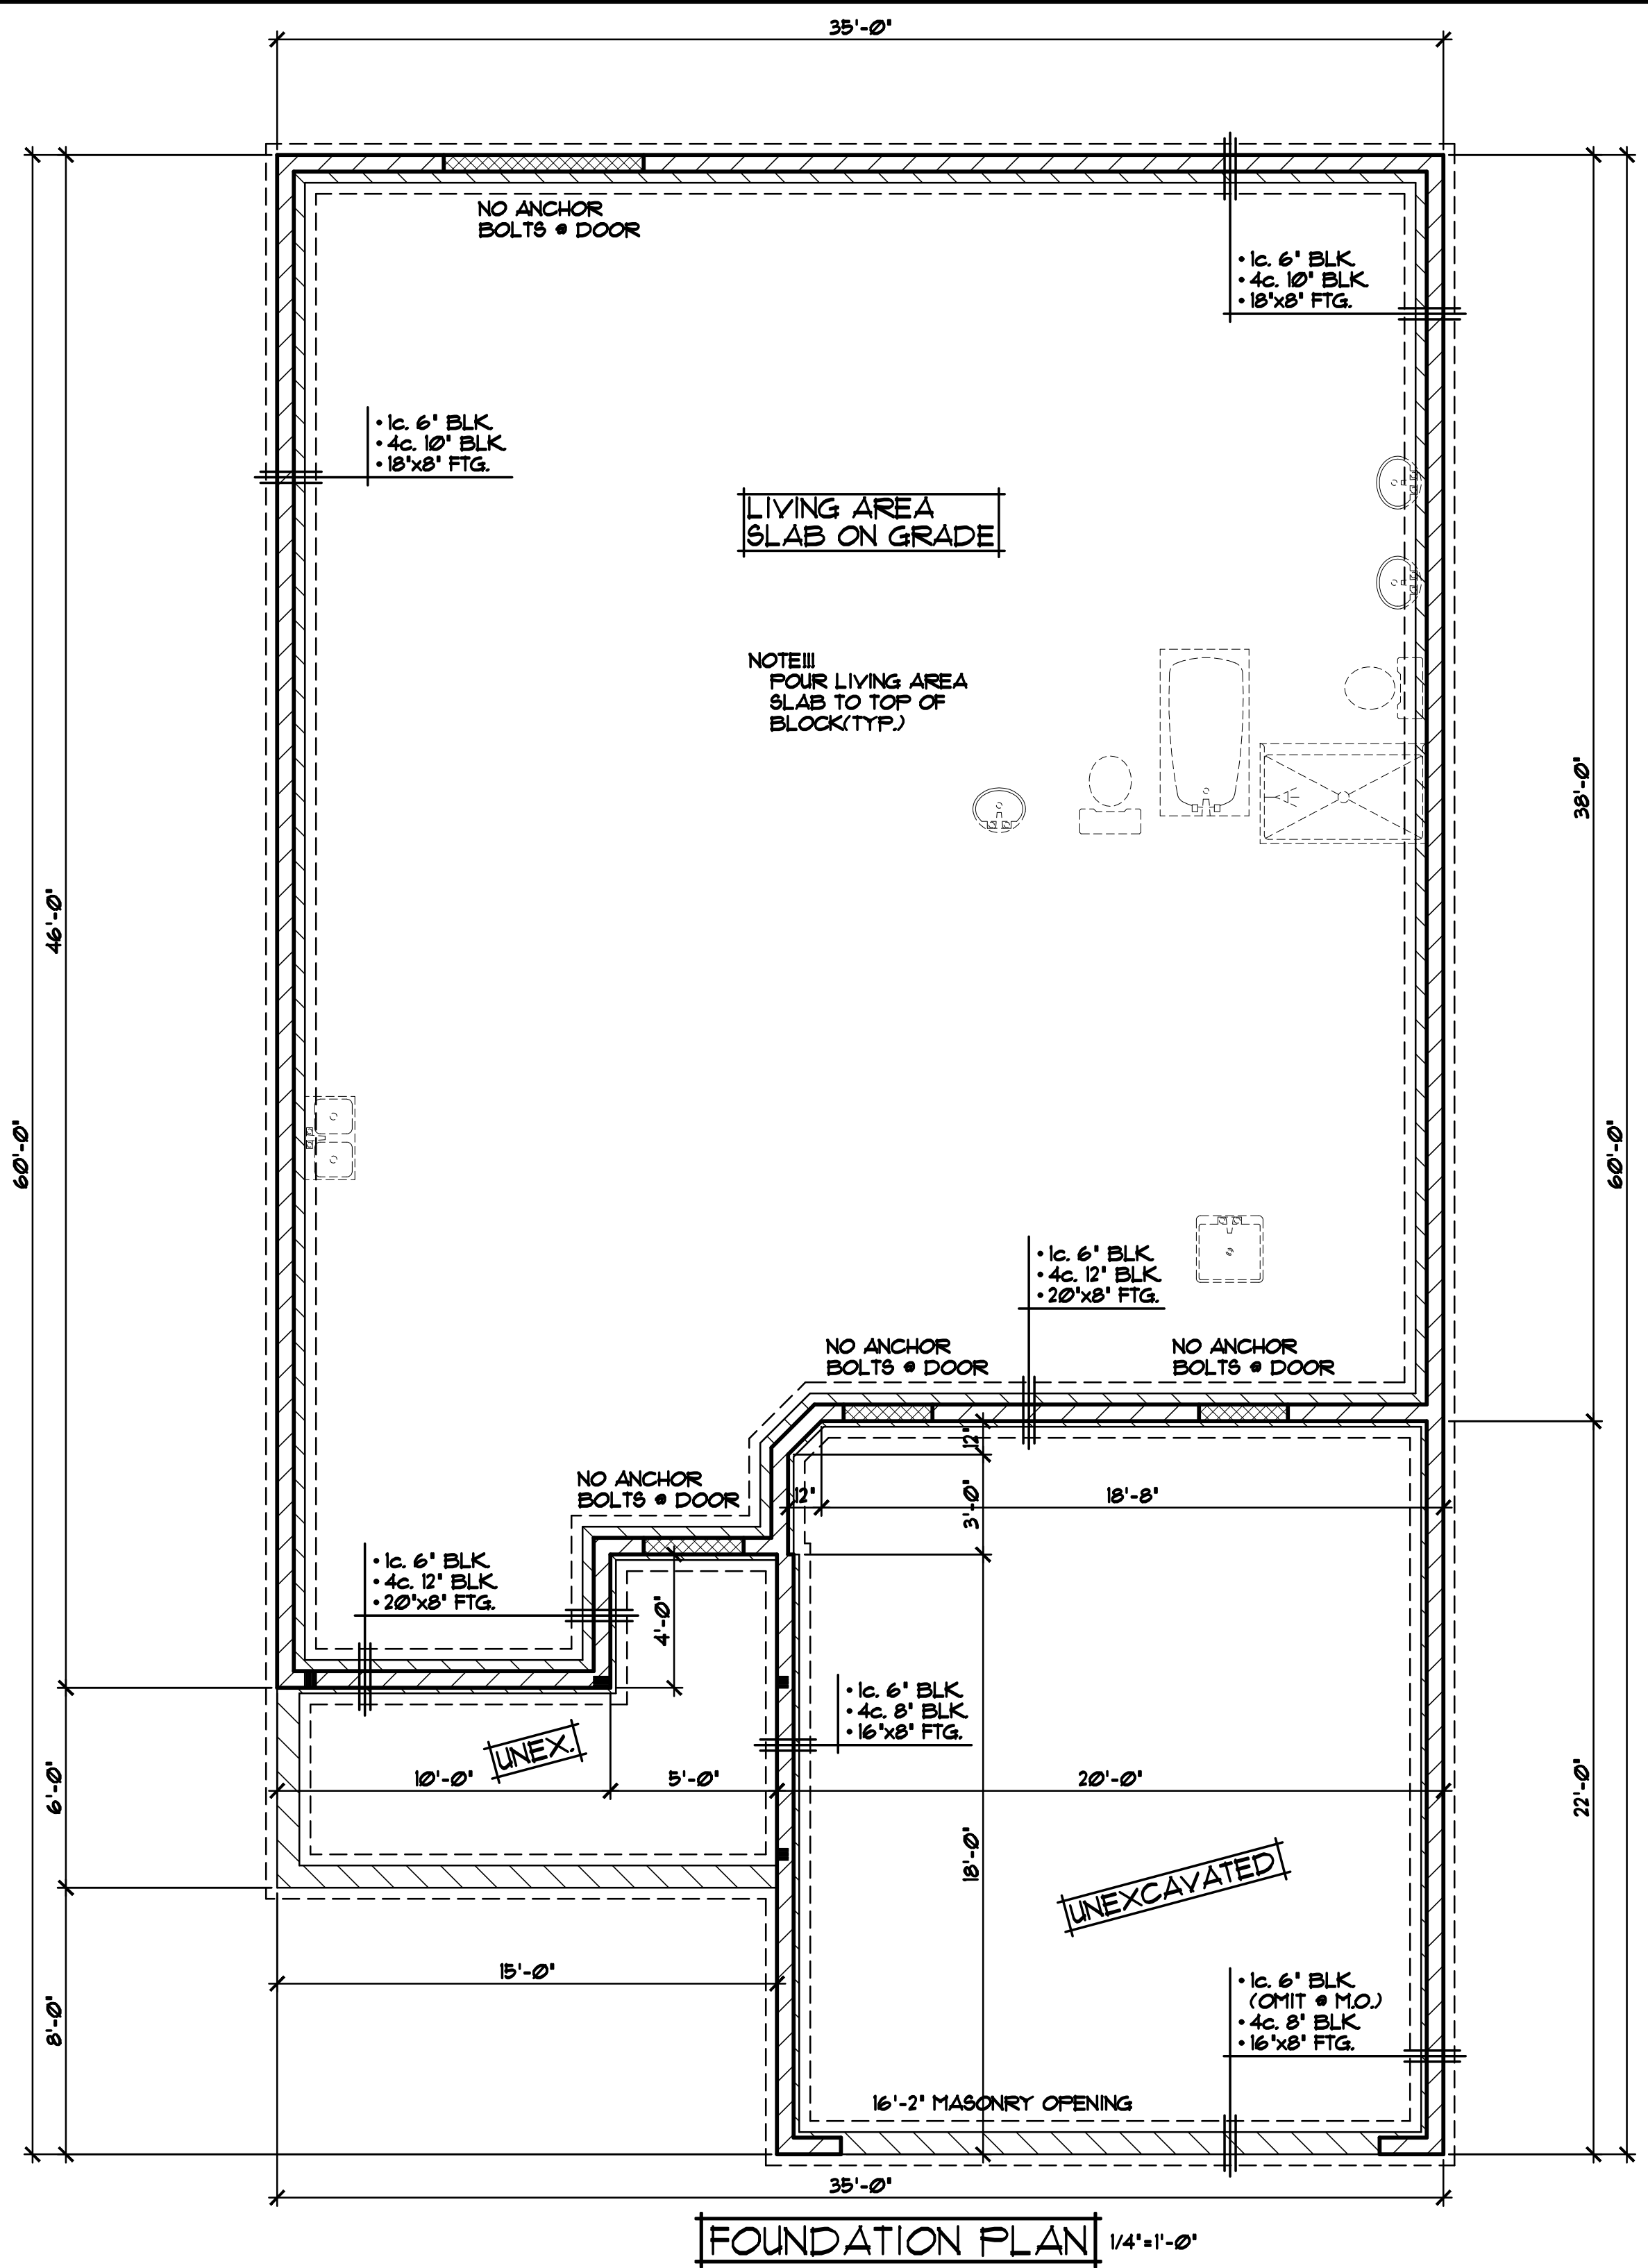 35'-0"
NO ANCHOR
BOLTS @ DOOR
• 1c. 6" BLK.
• 4c. 10" BLK.
• 18"x8" FTG.
• 1c. 6" BLK.
• 4c. 10" BLK.
• 18"x8" FTG.
LIVING AREA
SLAB ON GRADE
NOTE!!!
POUR LIVING AREA
SLAB TO TOP OF
BLOCK(TYP.)
38'-0"
46'-0"
60'-0"
60'-0"
• 1c. 6" BLK.
• 4c. 12" BLK.
• 20"x8" FTG.
NO ANCHOR
BOLTS @ DOOR
NO ANCHOR
BOLTS @ DOOR
12"
NO ANCHOR
BOLTS @ DOOR
12"
18'-8"
3'-0"
• 1c. 6" BLK.
• 4c. 12" BLK.
• 20"x8" FTG.
4'-0"
• 1c. 6" BLK.
• 4c. 8" BLK.
• 16"x8" FTG.
UNEX.
10'-0"
5'-0"
20'-0"
6'-0"
22'-0"
18'-0"
UNEXCAVATED
15'-0"
8'-0"
• 1c. 6" BLK.
(OMIT @ M.O.)
• 4c. 8" BLK.
• 16"x8" FTG.
16'-2" MASONRY OPENING
35'-0"
FOUNDATION PLAN 1/4"=1'-0"